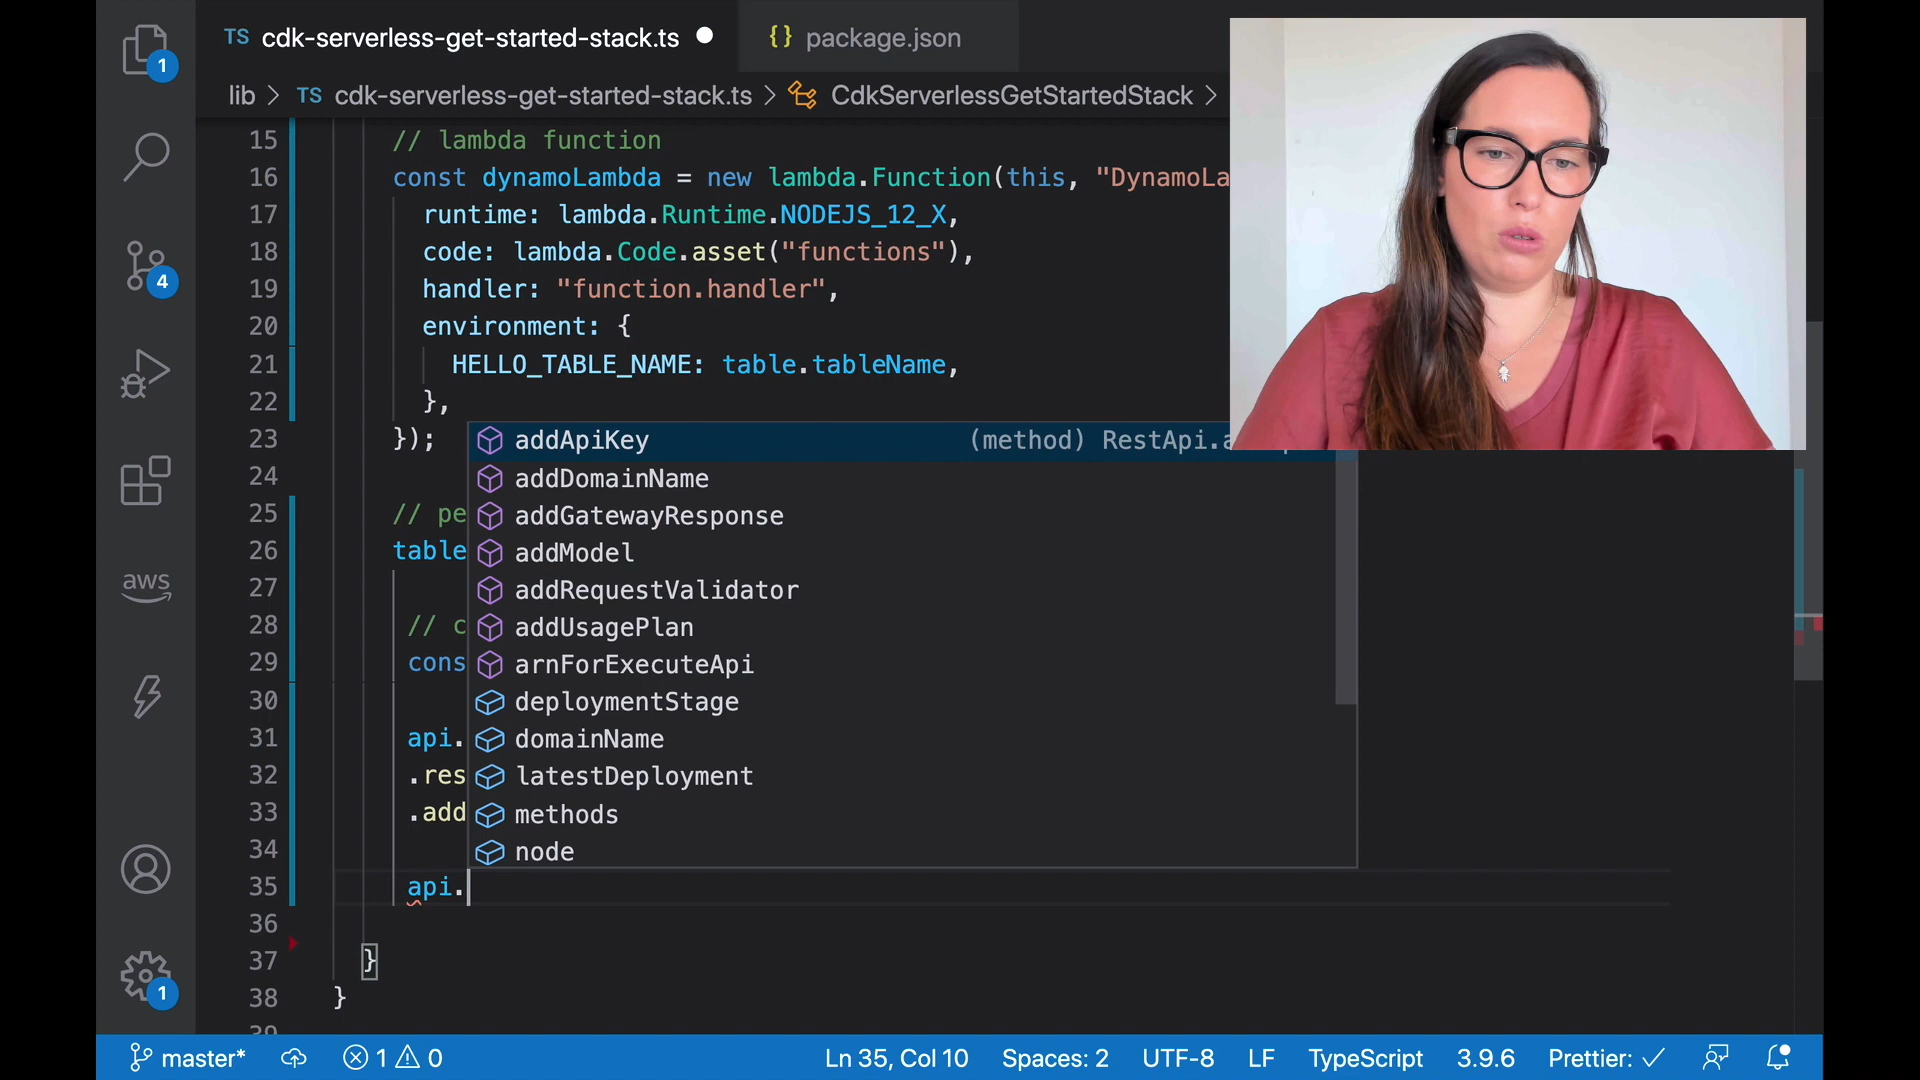 TS cdk-serverless-get-started-stack.ts
{} package.json
lib > TS cdk-serverless-get-started-stack.ts > CdkServerlessGetStartedStack >
15 // lambda function
16 const dynamoLambda = new lambda.Function(this, "DynamoLa
17 runtime: lambda.Runtime.NODEJS_12_X,
18 code: lambda.Code.asset("functions"),
19 handler: "function.handler",
20 environment: {
21 HELLO_TABLE_NAME: table.tableName,
22 },
23 });
24
25 // pe
26 table
27
28 // c
29 cons
30
31 api.
32 .res
33 .add
34
35 api.
36
37 }
38 }
addApiKey (method) RestApi.a
addDomainName
addGatewayResponse
addModel
addRequestValidator
addUsagePlan
arnForExecuteApi
deploymentStage
domainName
latestDeployment
methods
node
1
4
aws
1
master* 1 0 Ln 35, Col 10 Spaces: 2 UTF-8 LF TypeScript 3.9.6 Prettier: ✓